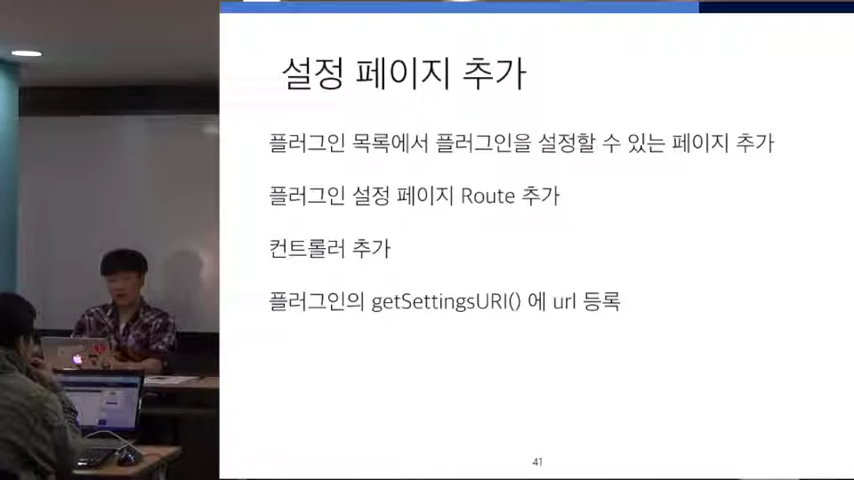 설정 페이지 추가
플러그인 목록에서 플러그인을 설정할 수 있는 페이지 추가
플러그인 설정 페이지 Route 추가
컨트롤러 추가
플러그인의 getSettingsURI() 에 url 등록
41